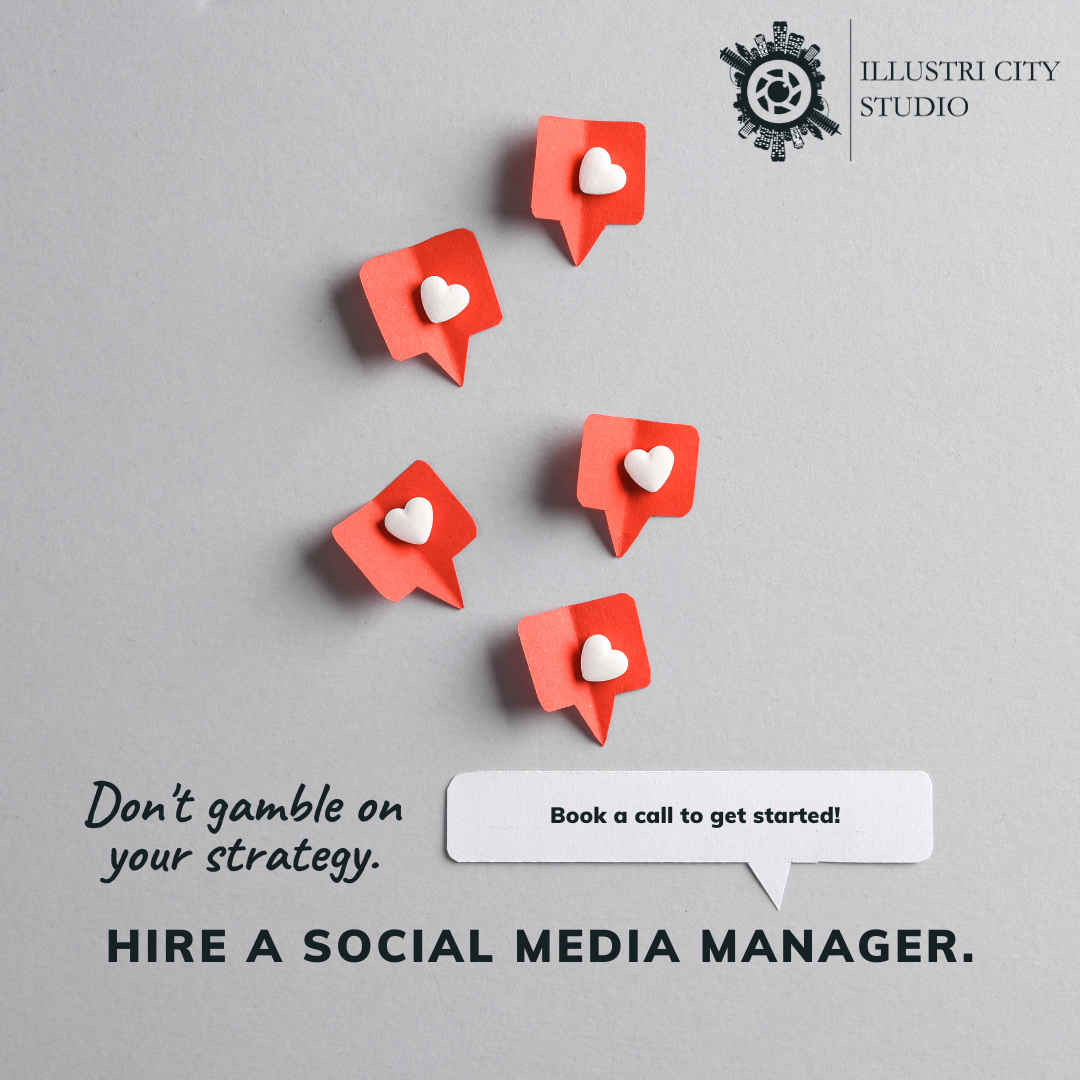 ILLUSTRI CITY
STUDIO
Don't gamble on
your strategy.
Book a call to get started!
HIRE A SOCIAL MEDIA MANAGER.